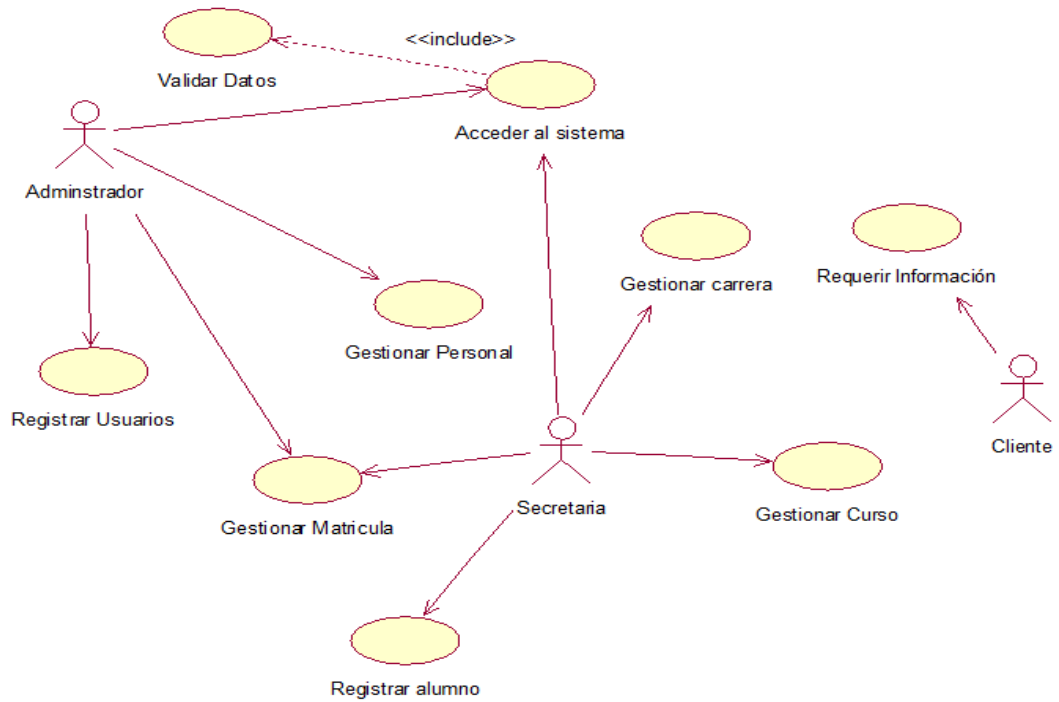 <<include>>
Validar Datos
Acceder al sistema
Adminstrador
Gestionar carrera
Requerir Información
Gestionar Personal
Registrar Usuarios
Cliente
Secretaria
Gestionar Curso
Gestionar Matricula
Registrar alumno